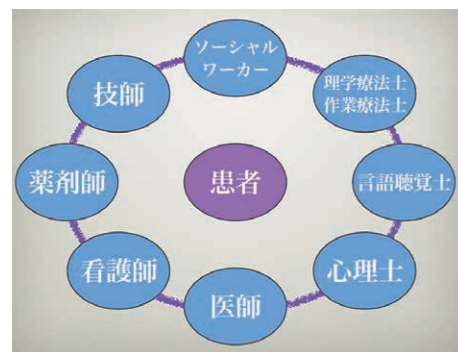 ソーシャル
ワーカー
技師
理学療法士
作業療法士
薬剤師
患者
言語聴覚士
看護師
心理士
医師